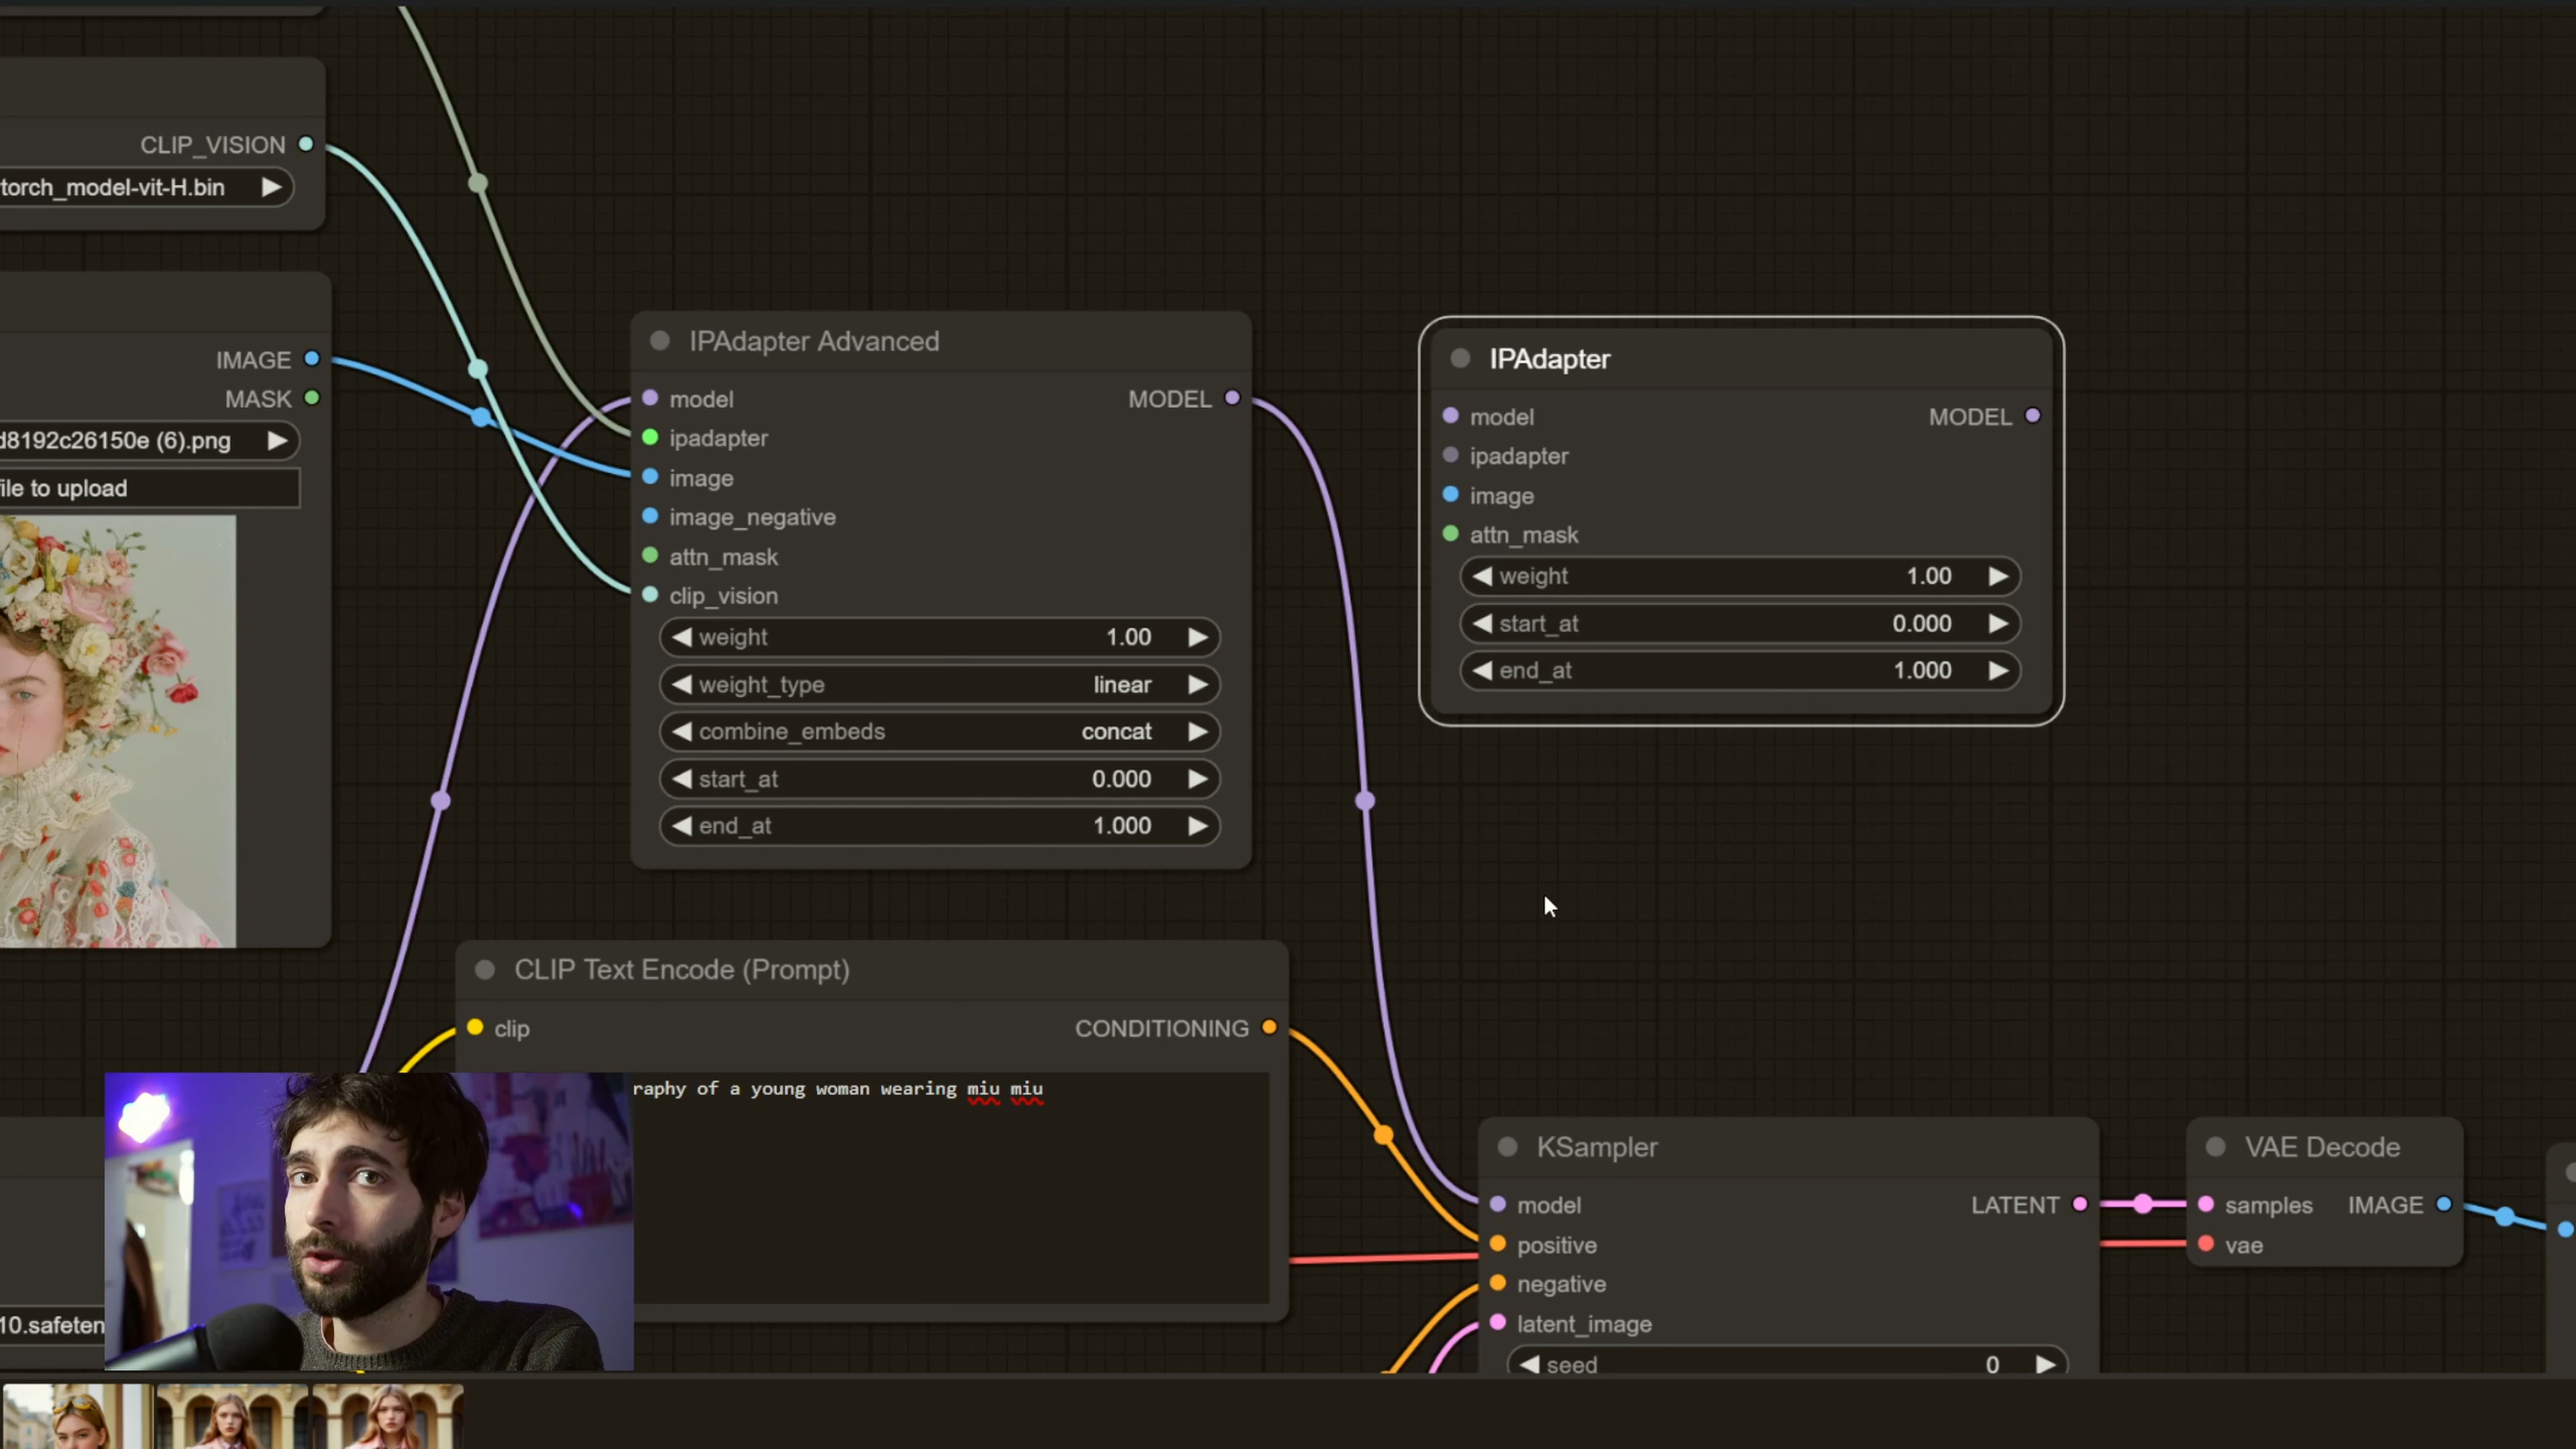 CLIP_VISION
torch_model-vit-H.bin
IMAGE
MASK
d8192c26150e (6).png
file to upload
IPAdapter Advanced
model
MODEL
ipadapter
image
image_negative
attn_mask
clip_vision
weight
1.00
weight_type
linear
combine_embeds
concat
start_at
0.000
end_at
1.000
IPAdapter
model
MODEL
ipadapter
image
attn_mask
weight
1.00
start_at
0.000
end_at
1.000
CLIP Text Encode (Prompt)
clip
CONDITIONING
raphy of a young woman wearing miu miu
10.safeten
KSampler
model
LATENT
positive
negative
latent_image
seed
0
VAE Decode
samples
IMAGE
vae